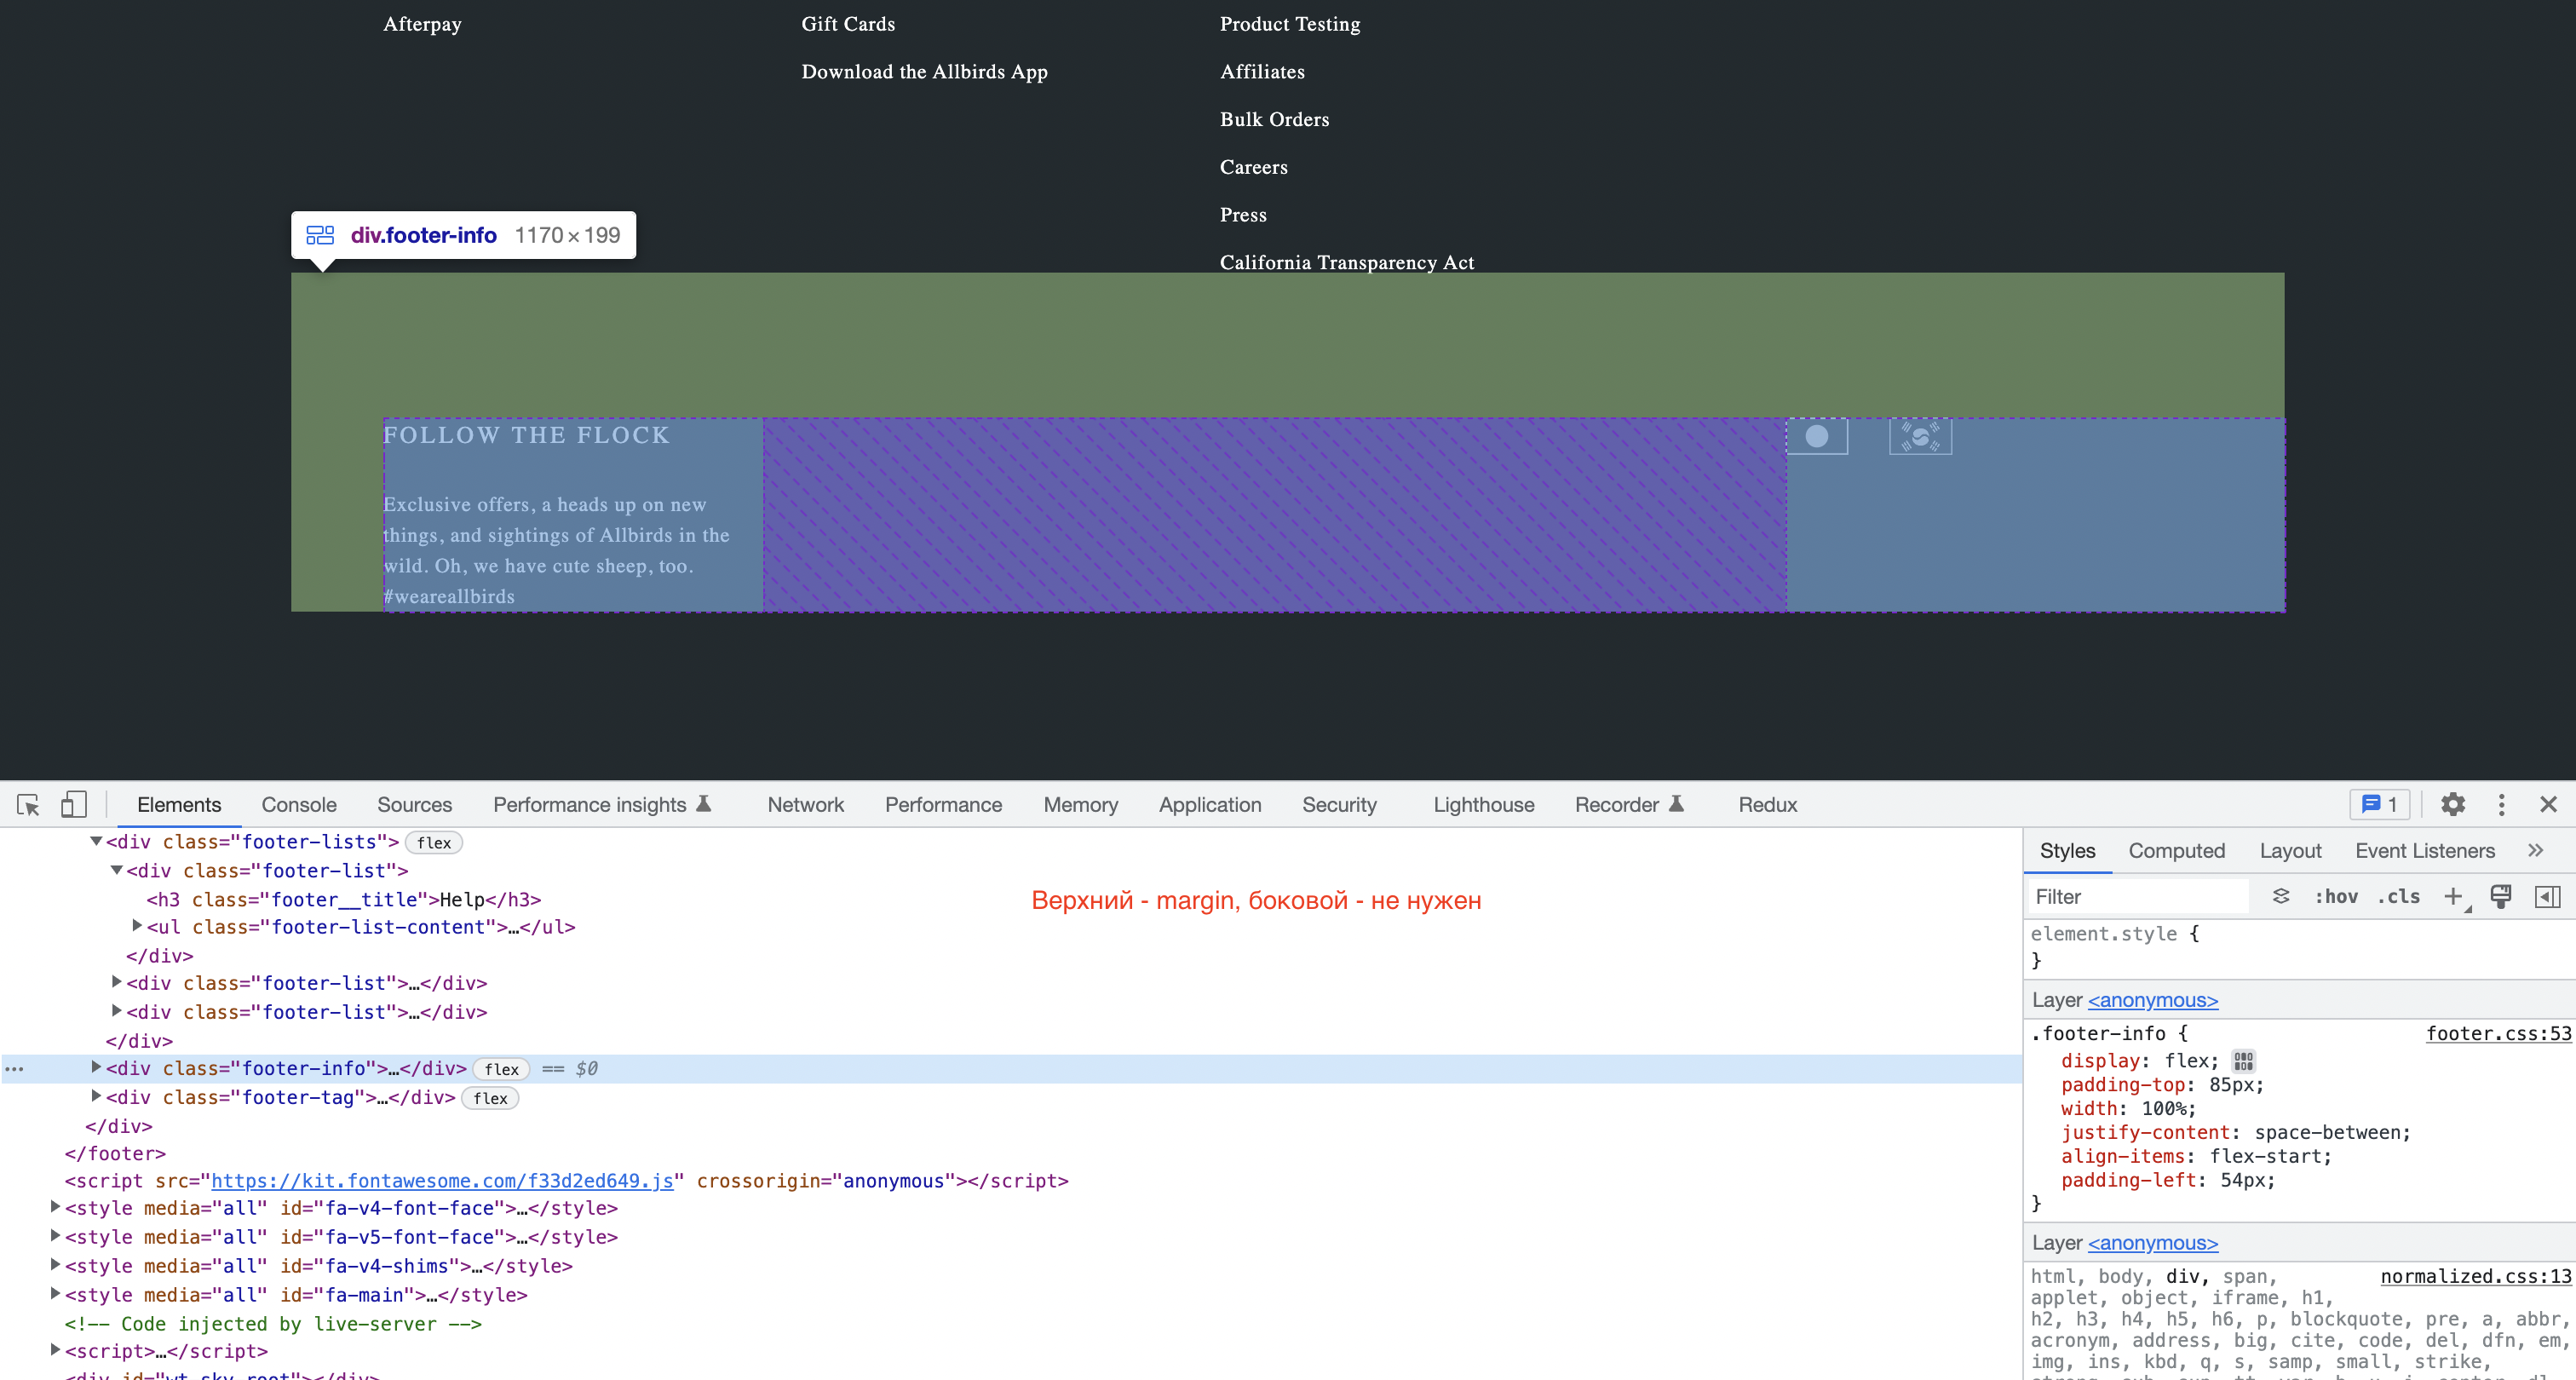 Afterpay
Gift Cards
Product Testing
Download the Allbirds App
Affiliates
Bulk Orders
Careers
Press
California Transparency Act
div.footer-info 1170 × 199
FOLLOW THE FLOCK
Exclusive offers, a heads up on new
things, and sightings of Allbirds in the
wild. Oh, we have cute sheep, too.
#weareallbirds
Elements Console Sources Performance insights Network Performance Memory Application Security Lighthouse Recorder Redux 1
<div class="footer-lists"> flex
<div class="footer-list">
<h3 class="footer__title">Help</h3>
<ul class="footer-list-content">…</ul>
</div>
<div class="footer-list">…</div>
<div class="footer-list">…</div>
</div>
<div class="footer-info">…</div> flex == $0
<div class="footer-tag">…</div> flex
</div>
</footer>
<script src="https://kit.fontawesome.com/f33d2ed649.js" crossorigin="anonymous"></script>
<style media="all" id="fa-v4-font-face">…</style>
<style media="all" id="fa-v5-font-face">…</style>
<style media="all" id="fa-v4-shims">…</style>
<style media="all" id="fa-main">…</style>
<!-- Code injected by live-server -->
<script>…</script>
<div id="wt-sky-root"></div>
Верхний - margin, боковой - не нужен
Styles Computed Layout Event Listeners
Filter :hov .cls
element.style {
}
Layer <anonymous>
.footer-info { footer.css:53
display: flex;
padding-top: 85px;
width: 100%;
justify-content: space-between;
align-items: flex-start;
padding-left: 54px;
}
Layer <anonymous>
html, body, div, span, normalized.css:13
applet, object, iframe, h1,
h2, h3, h4, h5, h6, p, blockquote, pre, a, abbr,
acronym, address, big, cite, code, del, dfn, em,
img, ins, kbd, q, s, samp, small, strike,